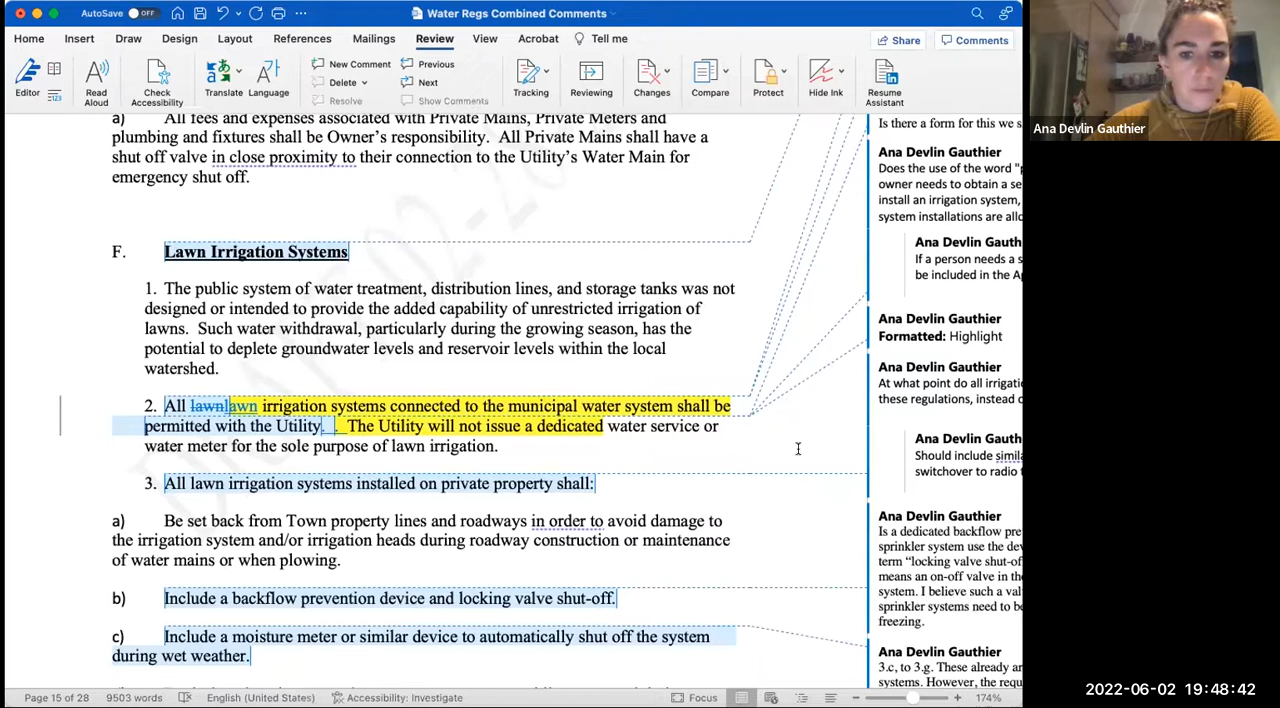 AutoSave OFF
Water Regs Combined Comments
Home Insert Draw Design Layout References Mailings Review View Acrobat Tell me
Share Comments
Editor
Read Aloud
Check Accessibility
Translate
Language
New Comment
Delete
Resolve
Previous
Next
Show Comments
Tracking
Reviewing
Changes
Compare
Protect
Hide Ink
Resume Assistant
a) All fees and expenses associated with Private Mains, Private Meters and
plumbing and fixtures shall be Owner's responsibility. All Private Mains shall have a
shut off valve in close proximity to their connection to the Utility's Water Main for
emergency shut off.
F. Lawn Irrigation Systems
1. The public system of water treatment, distribution lines, and storage tanks was not
designed or intended to provide the added capability of unrestricted irrigation of
lawns. Such water withdrawal, particularly during the growing season, has the
potential to deplete groundwater levels and reservoir levels within the local
watershed.
2. All lawnlawn irrigation systems connected to the municipal water system shall be
permitted with the Utility. . The Utility will not issue a dedicated water service or
water meter for the sole purpose of lawn irrigation.
3. All lawn irrigation systems installed on private property shall:
a) Be set back from Town property lines and roadways in order to avoid damage to
the irrigation system and/or irrigation heads during roadway construction or maintenance
of water mains or when plowing.
b) Include a backflow prevention device and locking valve shut-off.
c) Include a moisture meter or similar device to automatically shut off the system
during wet weather.
Is there a form for this we s
Ana Devlin Gauthier
Does the use of the word "p
owner needs to obtain a se
install an irrigation system,
system installations are allo
Ana Devlin Gauth
If a person needs a s
be included in the A
Ana Devlin Gauthier
Formatted: Highlight
Ana Devlin Gauthier
At what point do all irrigati
these regulations, instead o
Ana Devlin Gauth
Should include simila
switchover to radio
Ana Devlin Gauthier
Is a dedicated backflow pre
sprinkler system use the dev
term "locking valve shut-of
means an on-off valve in the
system. I believe such a val
sprinkler systems need to be
freezing.
Ana Devlin Gauthier
3.c, to 3.g. These already ar
systems. However, the requ
Page 15 of 28 9503 words English (United States) Accessibility: Investigate Focus 174%
Ana Devlin Gauthier
2022-06-02 19:48:42